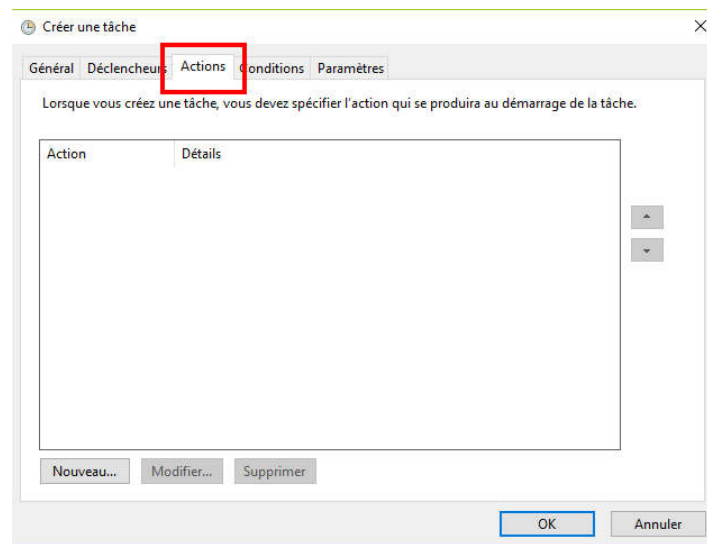 Créer une tâche
Général Déclencheurs Actions Conditions Paramètres
Lorsque vous créez une tâche, vous devez spécifier l'action qui se produira au démarrage de la tâche.
Action Détails
Nouveau... Modifier... Supprimer
OK Annuler